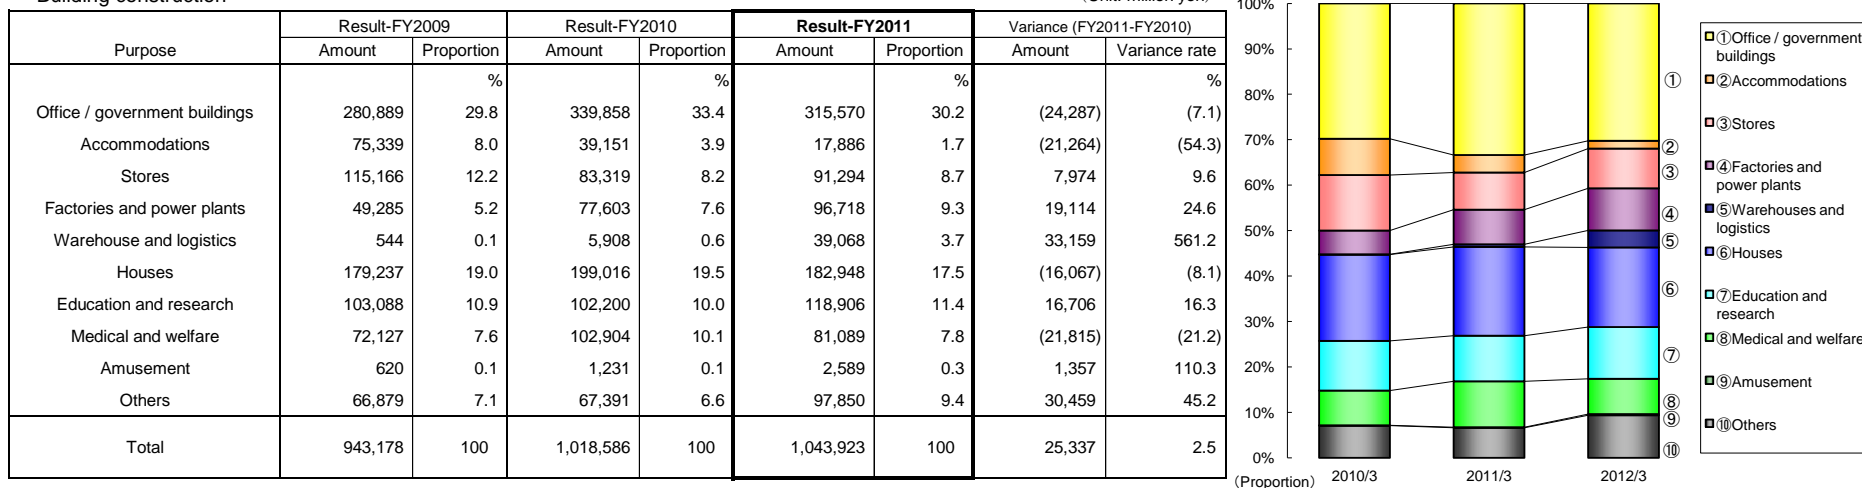 Building construction
(Unit: million yen)
Purpose Result-FY2009 Result-FY2010 Result-FY2011 Variance (FY2011-FY2010)
Amount Proportion Amount Proportion Amount Proportion Amount Variance rate
% % % %
Office / government buildings 280,889 29.8 339,858 33.4 315,570 30.2 (24,287) (7.1)
Accommodations 75,339 8.0 39,151 3.9 17,886 1.7 (21,264) (54.3)
Stores 115,166 12.2 83,319 8.2 91,294 8.7 7,974 9.6
Factories and power plants 49,285 5.2 77,603 7.6 96,718 9.3 19,114 24.6
Warehouse and logistics 544 0.1 5,908 0.6 39,068 3.7 33,159 561.2
Houses 179,237 19.0 199,016 19.5 182,948 17.5 (16,067) (8.1)
Education and research 103,088 10.9 102,200 10.0 118,906 11.4 16,706 16.3
Medical and welfare 72,127 7.6 102,904 10.1 81,089 7.8 (21,815) (21.2)
Amusement 620 0.1 1,231 0.1 2,589 0.3 1,357 110.3
Others 66,879 7.1 67,391 6.6 97,850 9.4 30,459 45.2
Total 943,178 100 1,018,586 100 1,043,923 100 25,337 2.5
100%
90%
80%
70%
60%
50%
40%
30%
20%
10%
0%
(Proportion) 2010/3 2011/3 2012/3
①
②
③
④
⑤
⑥
⑦
⑧
⑨
⑩
①Office / government
buildings
②Accommodations
③Stores
④Factories and
power plants
⑤Warehouses and
logistics
⑥Houses
⑦Education and
research
⑧Medical and welfare
⑨Amusement
⑩Others